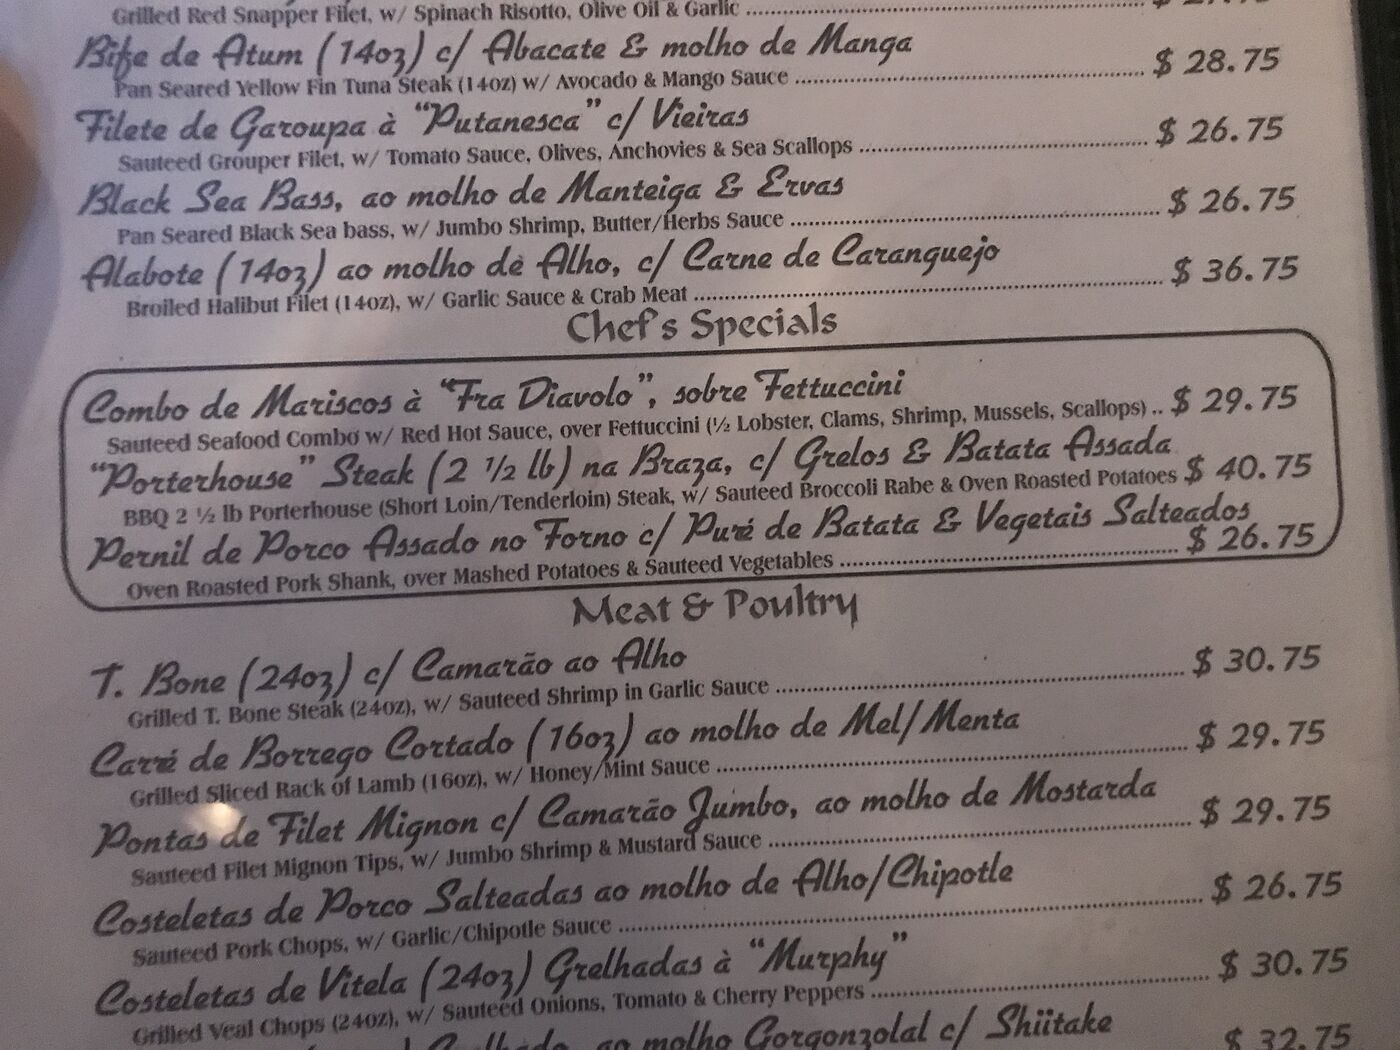 Grilled Red Snapper Filet, w/ Spinach Risotto, Olive Oil & Garlic
Bife de Atum (14oz) c/ Abacate & molho de Manga
Pan Seared Yellow Fin Tuna Steak (14oz) w/ Avocado & Mango Sauce ........ $ 28.75
Filete de Garoupa à "Putanesca" c/ Vieiras
Sauteed Grouper Filet, w/ Tomato Sauce, Olives, Anchovies & Sea Scallops ........ $ 26.75
Black Sea Bass, ao molho de Manteiga & Ervas
Pan Seared Black Sea bass, w/ Jumbo Shrimp, Butter/Herbs Sauce ........ $ 26.75
Alabote (14oz) ao molho de Alho, c/ Carne de Caranguejo
Broiled Halibut Filet (14oz), w/ Garlic Sauce & Crab Meat ........ $ 36.75
Chef's Specials
Combo de Mariscos à "Fra Diavolo", sobre Fettuccini
Sauteed Seafood Combo w/ Red Hot Sauce, over Fettuccini (½ Lobster, Clams, Shrimp, Mussels, Scallops) .. $ 29.75
"Porterhouse" Steak (2 ½ lb) na Braza, c/ Grelos & Batata Assada
BBQ 2 ½ lb Porterhouse (Short Loin/Tenderloin) Steak, w/ Sauteed Broccoli Rabe & Oven Roasted Potatoes $ 40.75
Pernil de Porco Assado no Forno c/ Puré de Batata & Vegetais Salteados
Oven Roasted Pork Shank, over Mashed Potatoes & Sauteed Vegetables ........ $ 26.75
Meat & Poultry
T. Bone (24oz) c/ Camarão ao Alho
Grilled T. Bone Steak (24oz), w/ Sauteed Shrimp in Garlic Sauce ........ $ 30.75
Carré de Borrego Cortado (16oz) ao molho de Mel/Menta
Grilled Sliced Rack of Lamb (16oz), w/ Honey/Mint Sauce ........ $ 29.75
Pontas de Filet Mignon c/ Camarão Jumbo, ao molho de Mostarda
Sauteed Filet Mignon Tips, w/ Jumbo Shrimp & Mustard Sauce ........ $ 29.75
Costeletas de Porco Salteadas ao molho de Alho/Chipotle
Sauteed Pork Chops, w/ Garlic/Chipotle Sauce ........ $ 26.75
Costeletas de Vitela (24oz) Grelhadas à "Murphy"
Grilled Veal Chops (24oz), w/ Sauteed Onions, Tomato & Cherry Peppers ........ $ 30.75
ao molho Gorgonzolal c/ Shiitake
$ 32.75